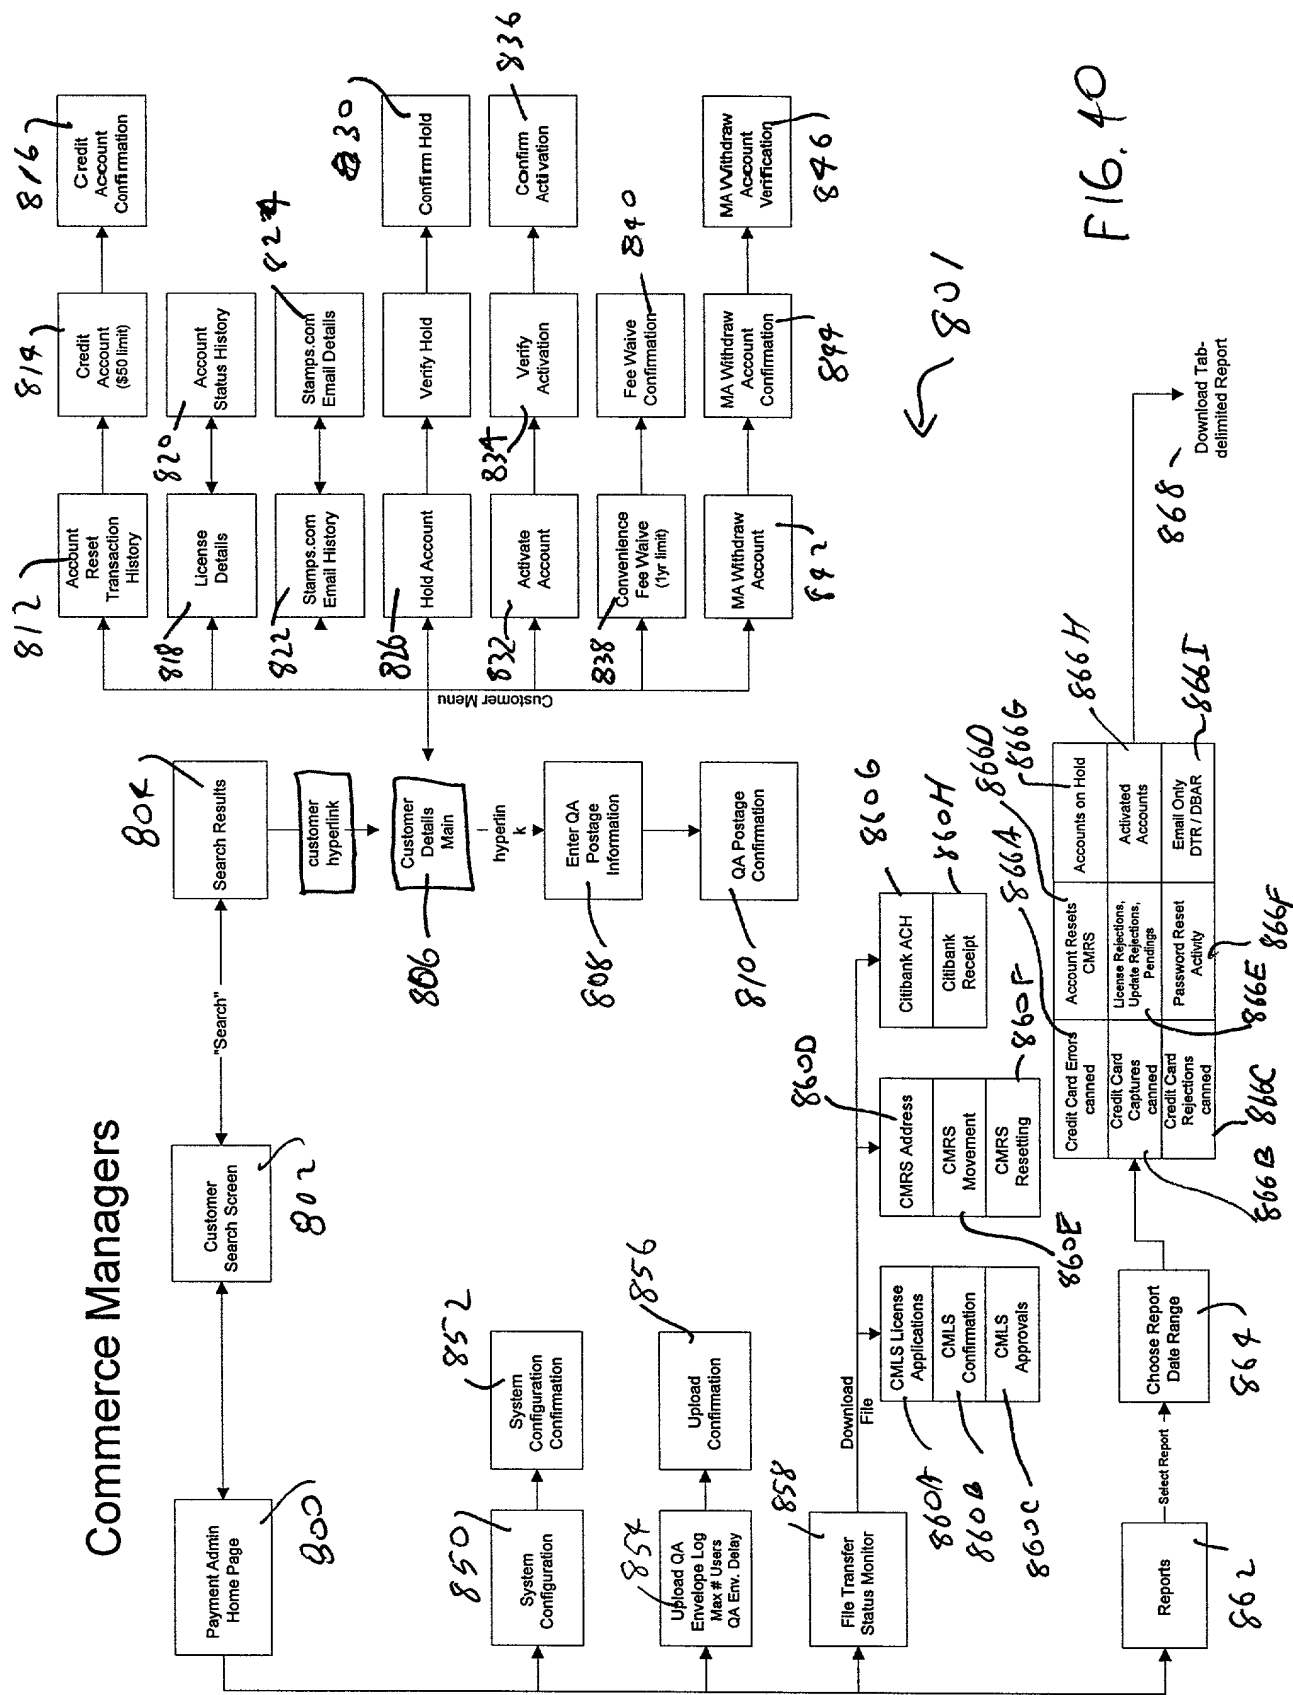 Commerce Managers
Payment Admin
Home Page
800
Customer
Search Screen
802
"Search"
Search Results
804
customer
hyperlink
Customer
Details
Main
806
hyperlin
k
Enter QA
Postage
Information
808
QA Postage
Confirmation
810
Customer Menu
Account
Reset
Transaction
History
812
Credit
Account
($50 limit)
814
Credit
Account
Confirmation
816
License
Details
818
Account
Status History
820
Stamps.com
Email History
822
Stamps.com
Email Details
824
Hold Account
826
Verify Hold
Confirm Hold
830
Activate
Account
832
Verify
Activation
834
Confirm
Activation
836
Convenience
Fee Waive
(1yr limit)
838
Fee Waive
Confirmation
840
MA Withdraw
Account
842
MA Withdraw
Account
Confirmation
844
MA Withdraw
Account
Verification
846
System
Configuration
850
System
Configuration
Confirmation
852
Upload QA
Envelope Log
Max # Users
QA Env. Delay
854
Upload
Confirmation
856
File Transfer
Status Monitor
858
Download
File
CMLS License
Applications
860A
CMLS
Confirmation
860B
CMLS
Approvals
860C
CMRS Address
860D
CMRS
Movement
860E
CMRS
Resetting
860F
Citibank ACH
860G
Citibank
Receipt
860H
Reports
862
Select Report
Choose Report
Date Range
864
Credit Card Errors
canned
866A
Credit Card
Captures
canned
866B
Credit Card
Rejections
canned
866C
Account Resets
CMRS
866D
License Rejections,
Update Rejections,
Pendings
866E
Password Reset
Activity
866F
Accounts on Hold
866G
Activated
Accounts
866H
Email Only
DTR / DBAR
866I
Download Tab-
delimited Report
868
801
FIG. 40